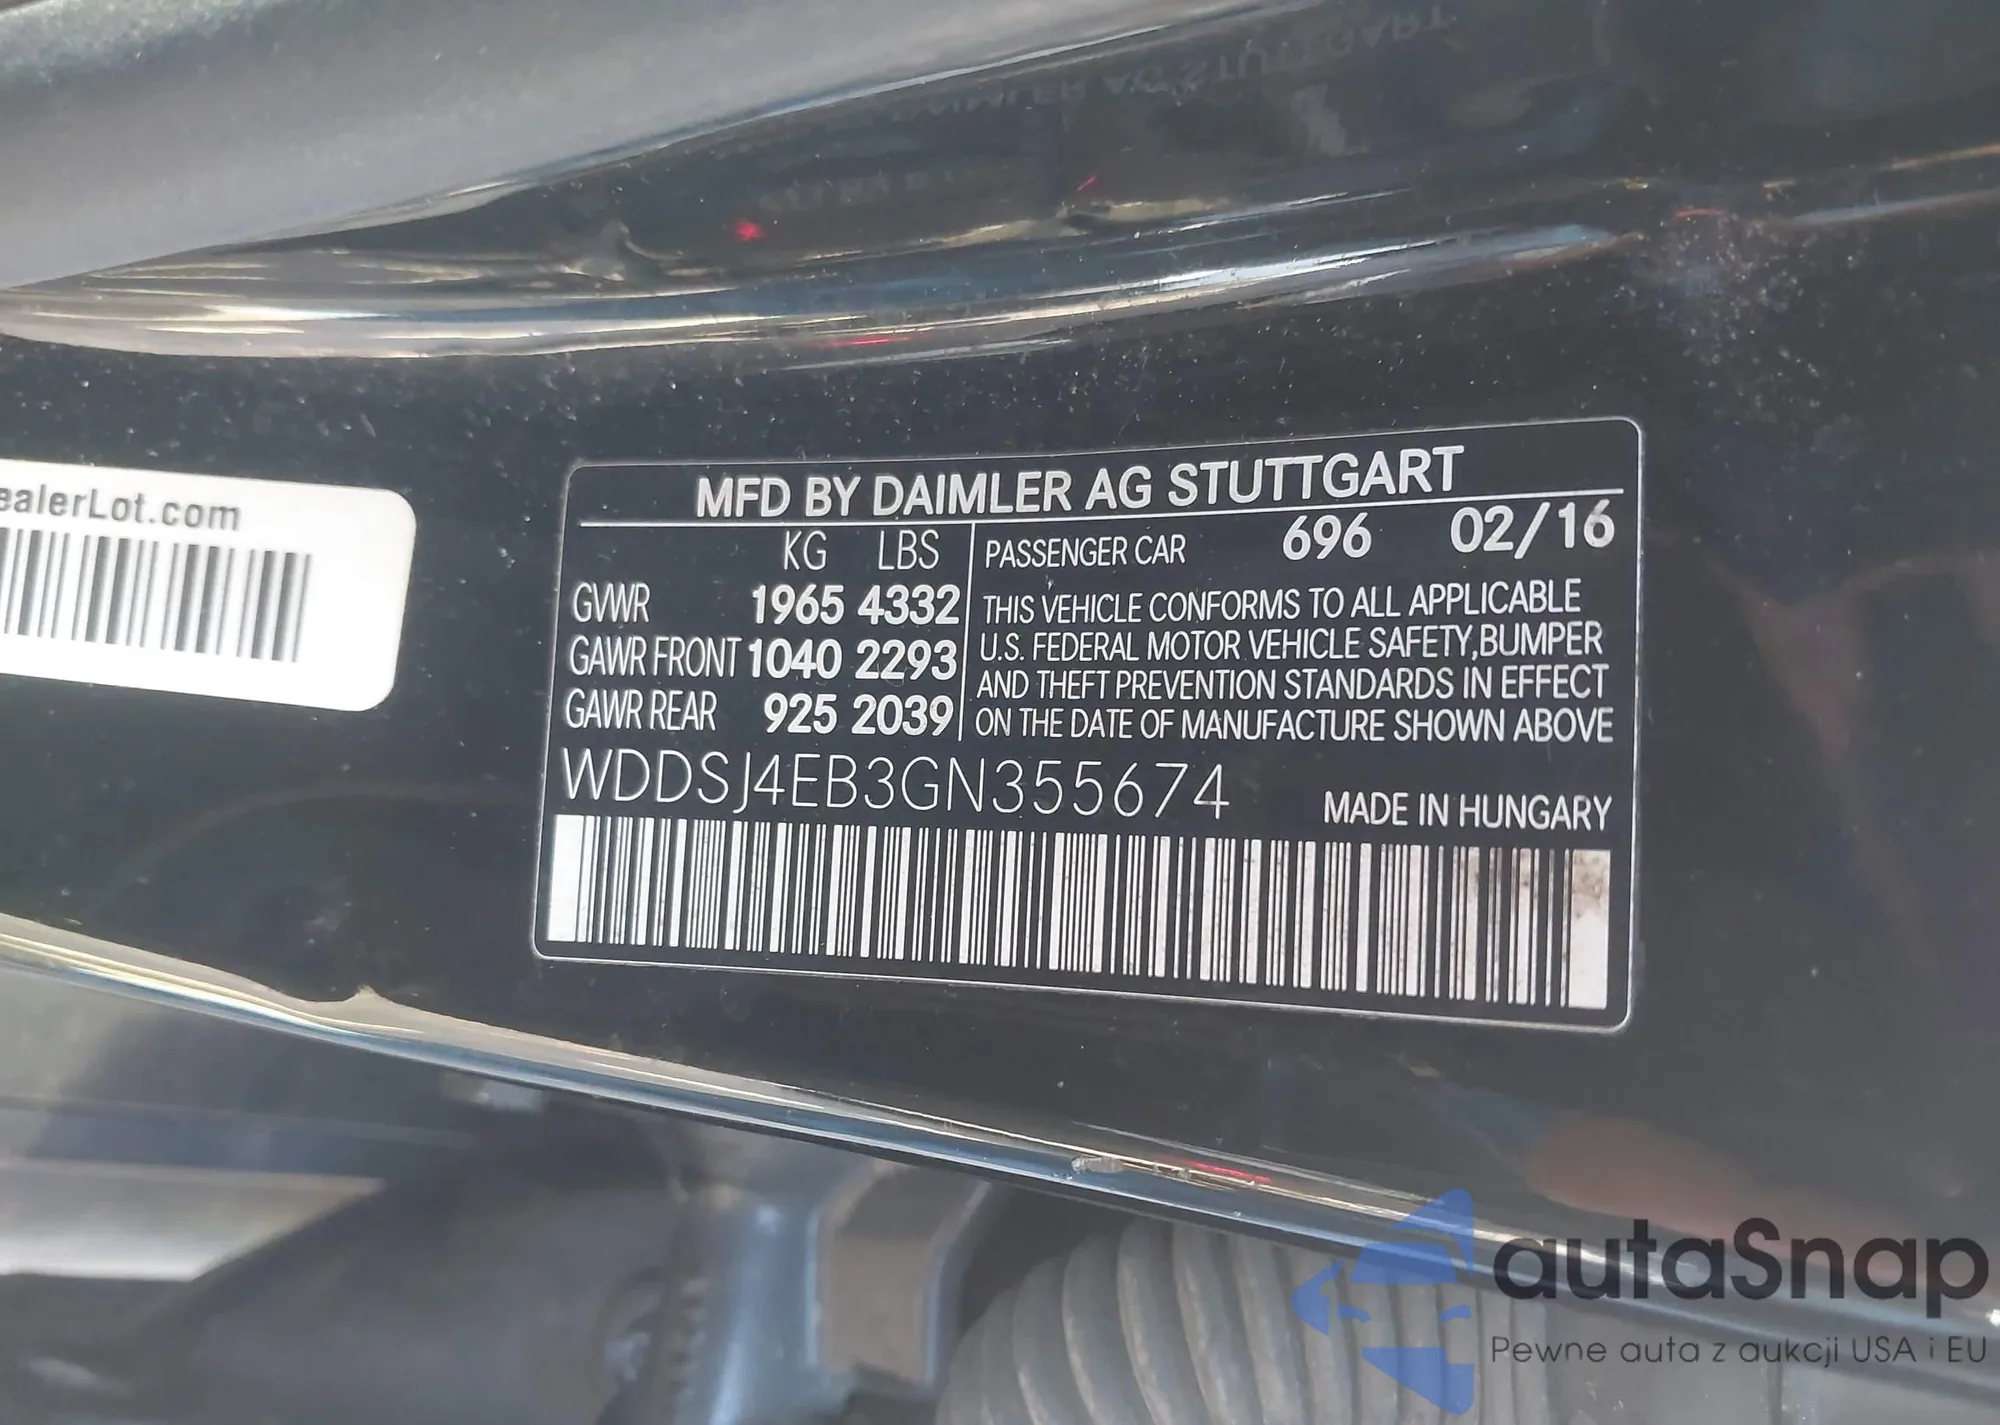 ealerLot.com
MFD BY DAIMLER AG STUTTGART
KG LBS
GVWR 1965 4332
GAWR FRONT 1040 2293
GAWR REAR 925 2039
PASSENGER CAR 696 02/16
THIS VEHICLE CONFORMS TO ALL APPLICABLE
U.S. FEDERAL MOTOR VEHICLE SAFETY,BUMPER
AND THEFT PREVENTION STANDARDS IN EFFECT
ON THE DATE OF MANUFACTURE SHOWN ABOVE
WDDSJ4EB3GN355674
MADE IN HUNGARY
autaSnap
Pewne auta z aukcji USA i EU